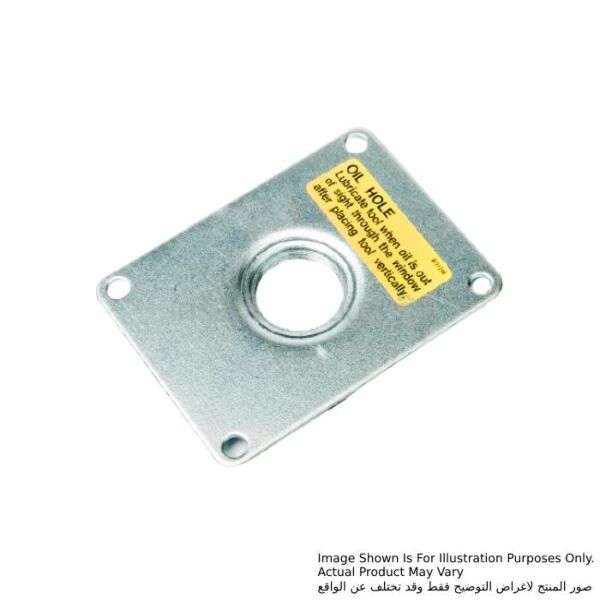 OIL HOLE
Lubricate tool when oil is out
of sight through the window
after placing tool vertically.
Image Shown Is For Illustration Purposes Only.
Actual Product May Vary
صور المنتج لاغراض التوضيح فقط وقد تختلف عن الواقع